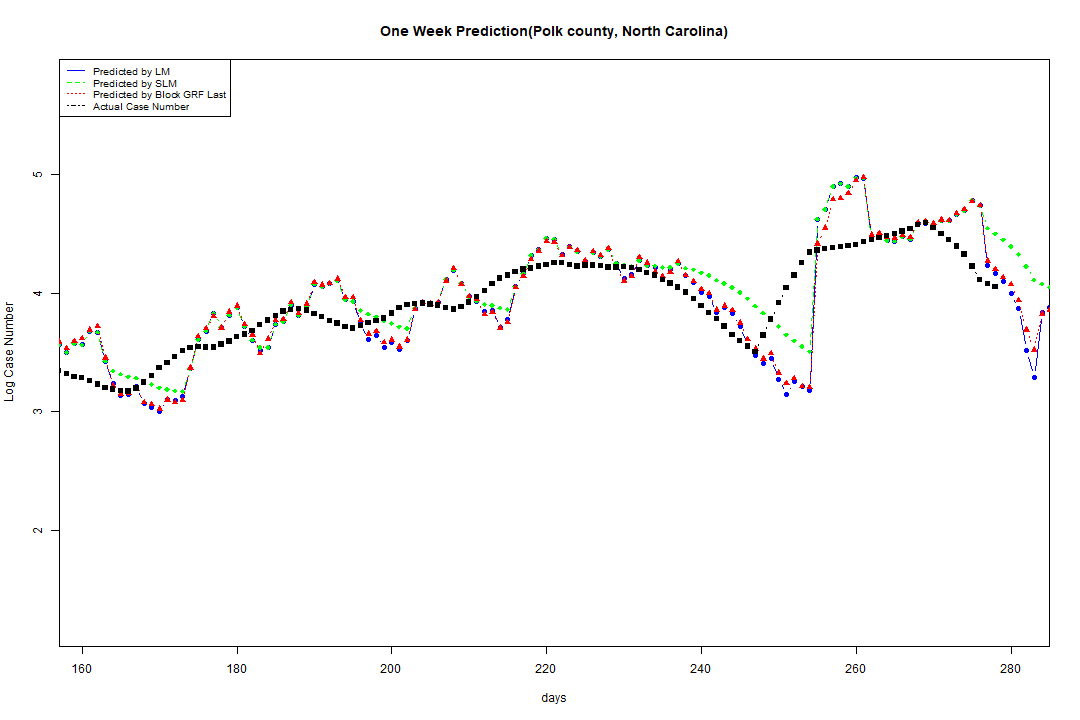 One Week Prediction(Polk county, North Carolina)
Predicted by LM
Predicted by SLM
Predicted by Block GRF Last
Actual Case Number
5
4
3
2
Log Case Number
160 180 200 220 240 260 280
days